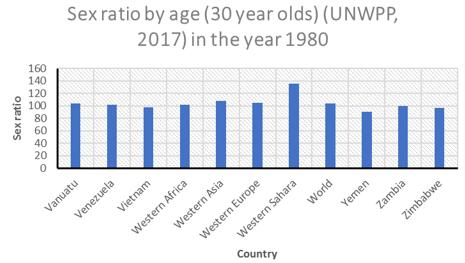 Sex ratio by age (30 year olds) (UNWPP,
2017) in the year 1980
160
140
120
100
80
60
40
20
0
Sex ratio
Vanuatu
Venezuela
Vietnam
Western Africa
Western Asia
Western Europe
Western Sahara
World
Yemen
Zambia
Zimbabwe
Country